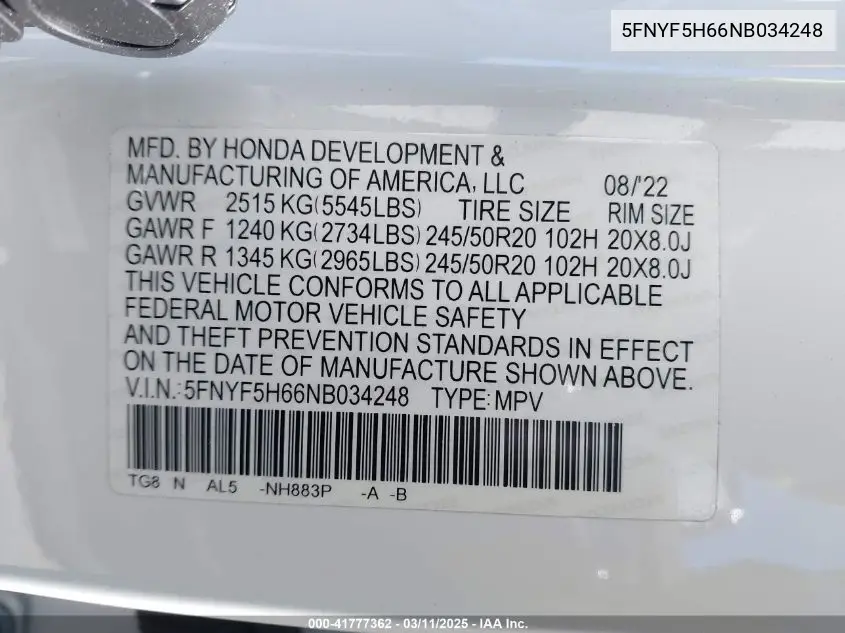 5FNYF5H66NB034248
MFD. BY HONDA DEVELOPMENT &
MANUFACTURING OF AMERICA, LLC 08/'22
GVWR 2515 KG(5545LBS) TIRE SIZE RIM SIZE
GAWR F 1240 KG(2734LBS) 245/50R20 102H 20X8.0J
GAWR R 1345 KG(2965LBS) 245/50R20 102H 20X8.0J
THIS VEHICLE CONFORMS TO ALL APPLICABLE
FEDERAL MOTOR VEHICLE SAFETY
AND THEFT PREVENTION STANDARDS IN EFFECT
ON THE DATE OF MANUFACTURE SHOWN ABOVE.
V.I.N.:5FNYF5H66NB034248 TYPE:MPV
TG8 N AL5 -NH883P -A -B
000-41777362 - 03/11/2025 - IAA Inc.